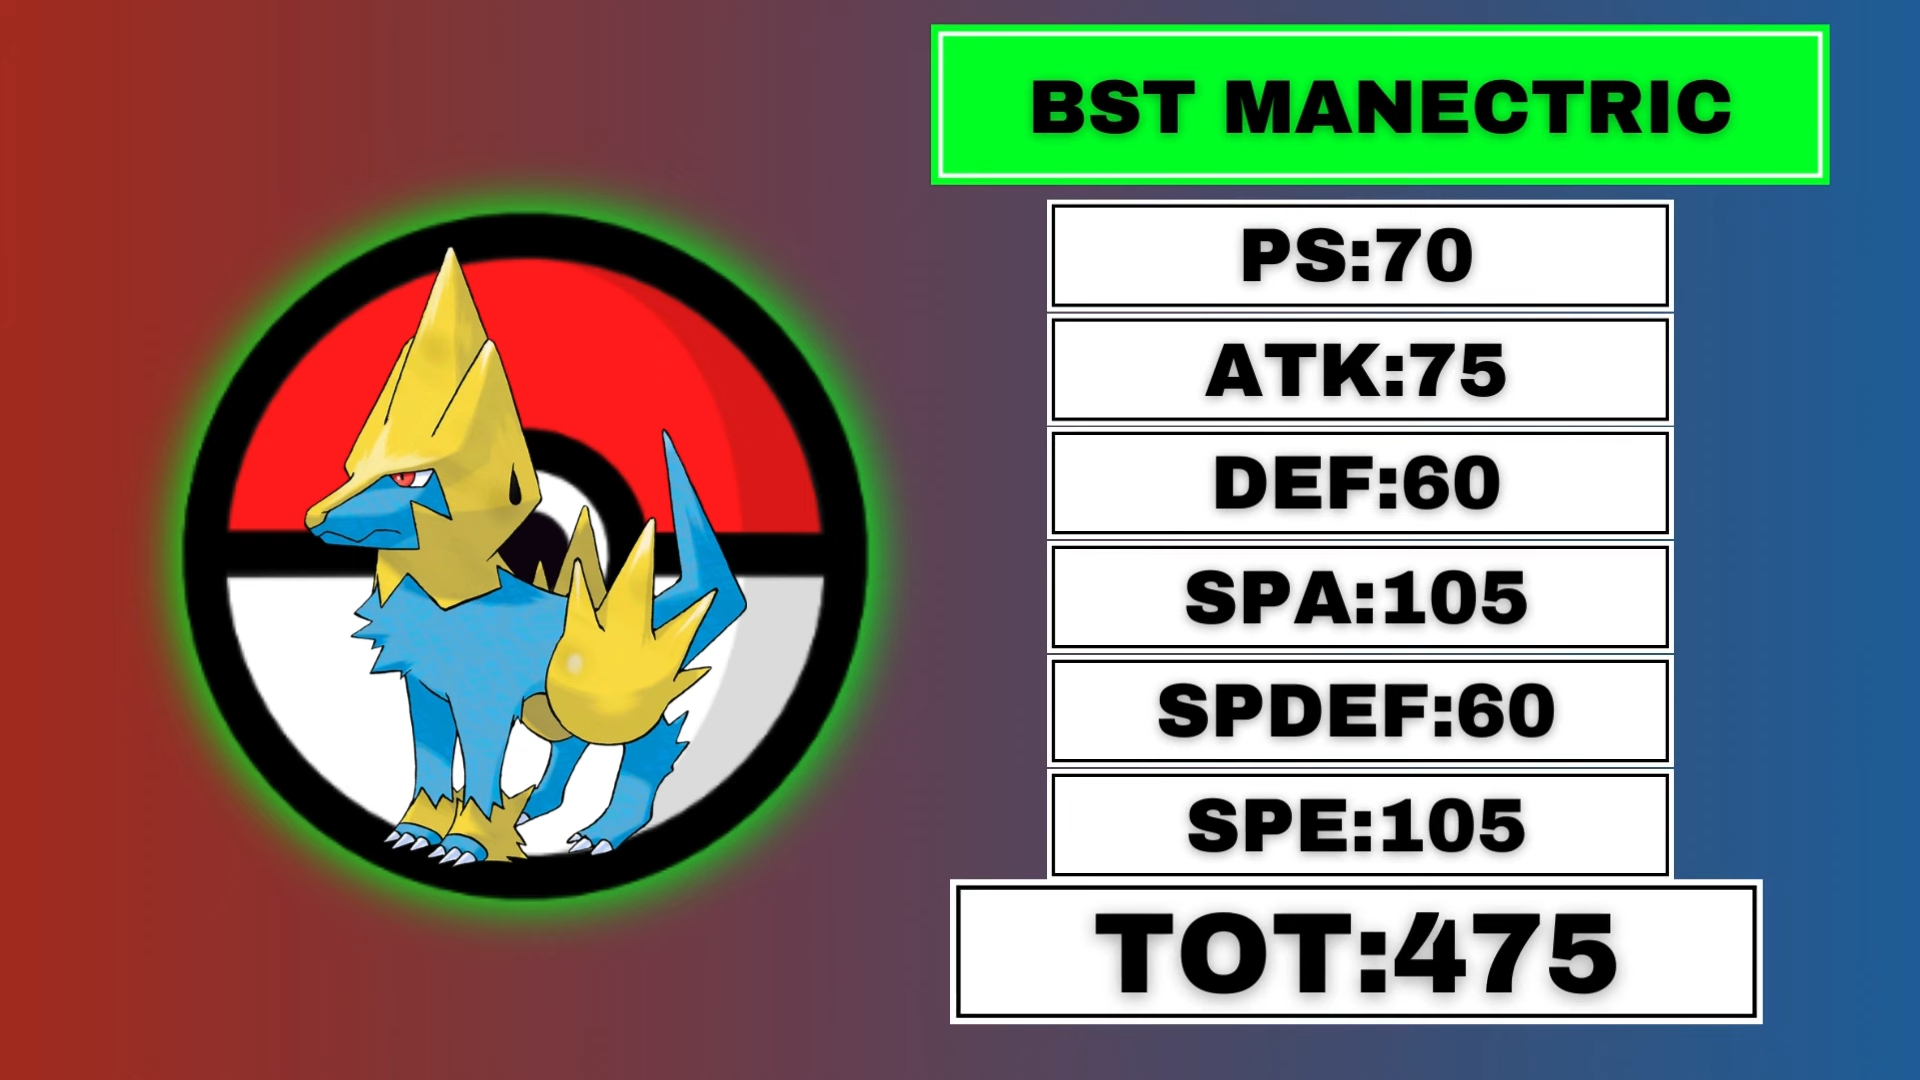 BST MANECTRIC
PS:70
ATK:75
DEF:60
SPA:105
SPDEF:60
SPE:105
TOT:475